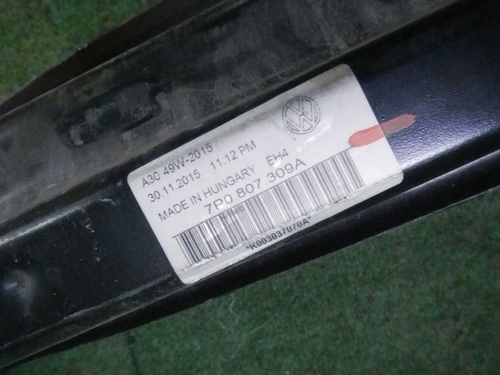 A30 49W-2015
30.11.2015 11.12 PM
MADE IN HUNGARY EH4
7P0 807.309A
*K003037070A*